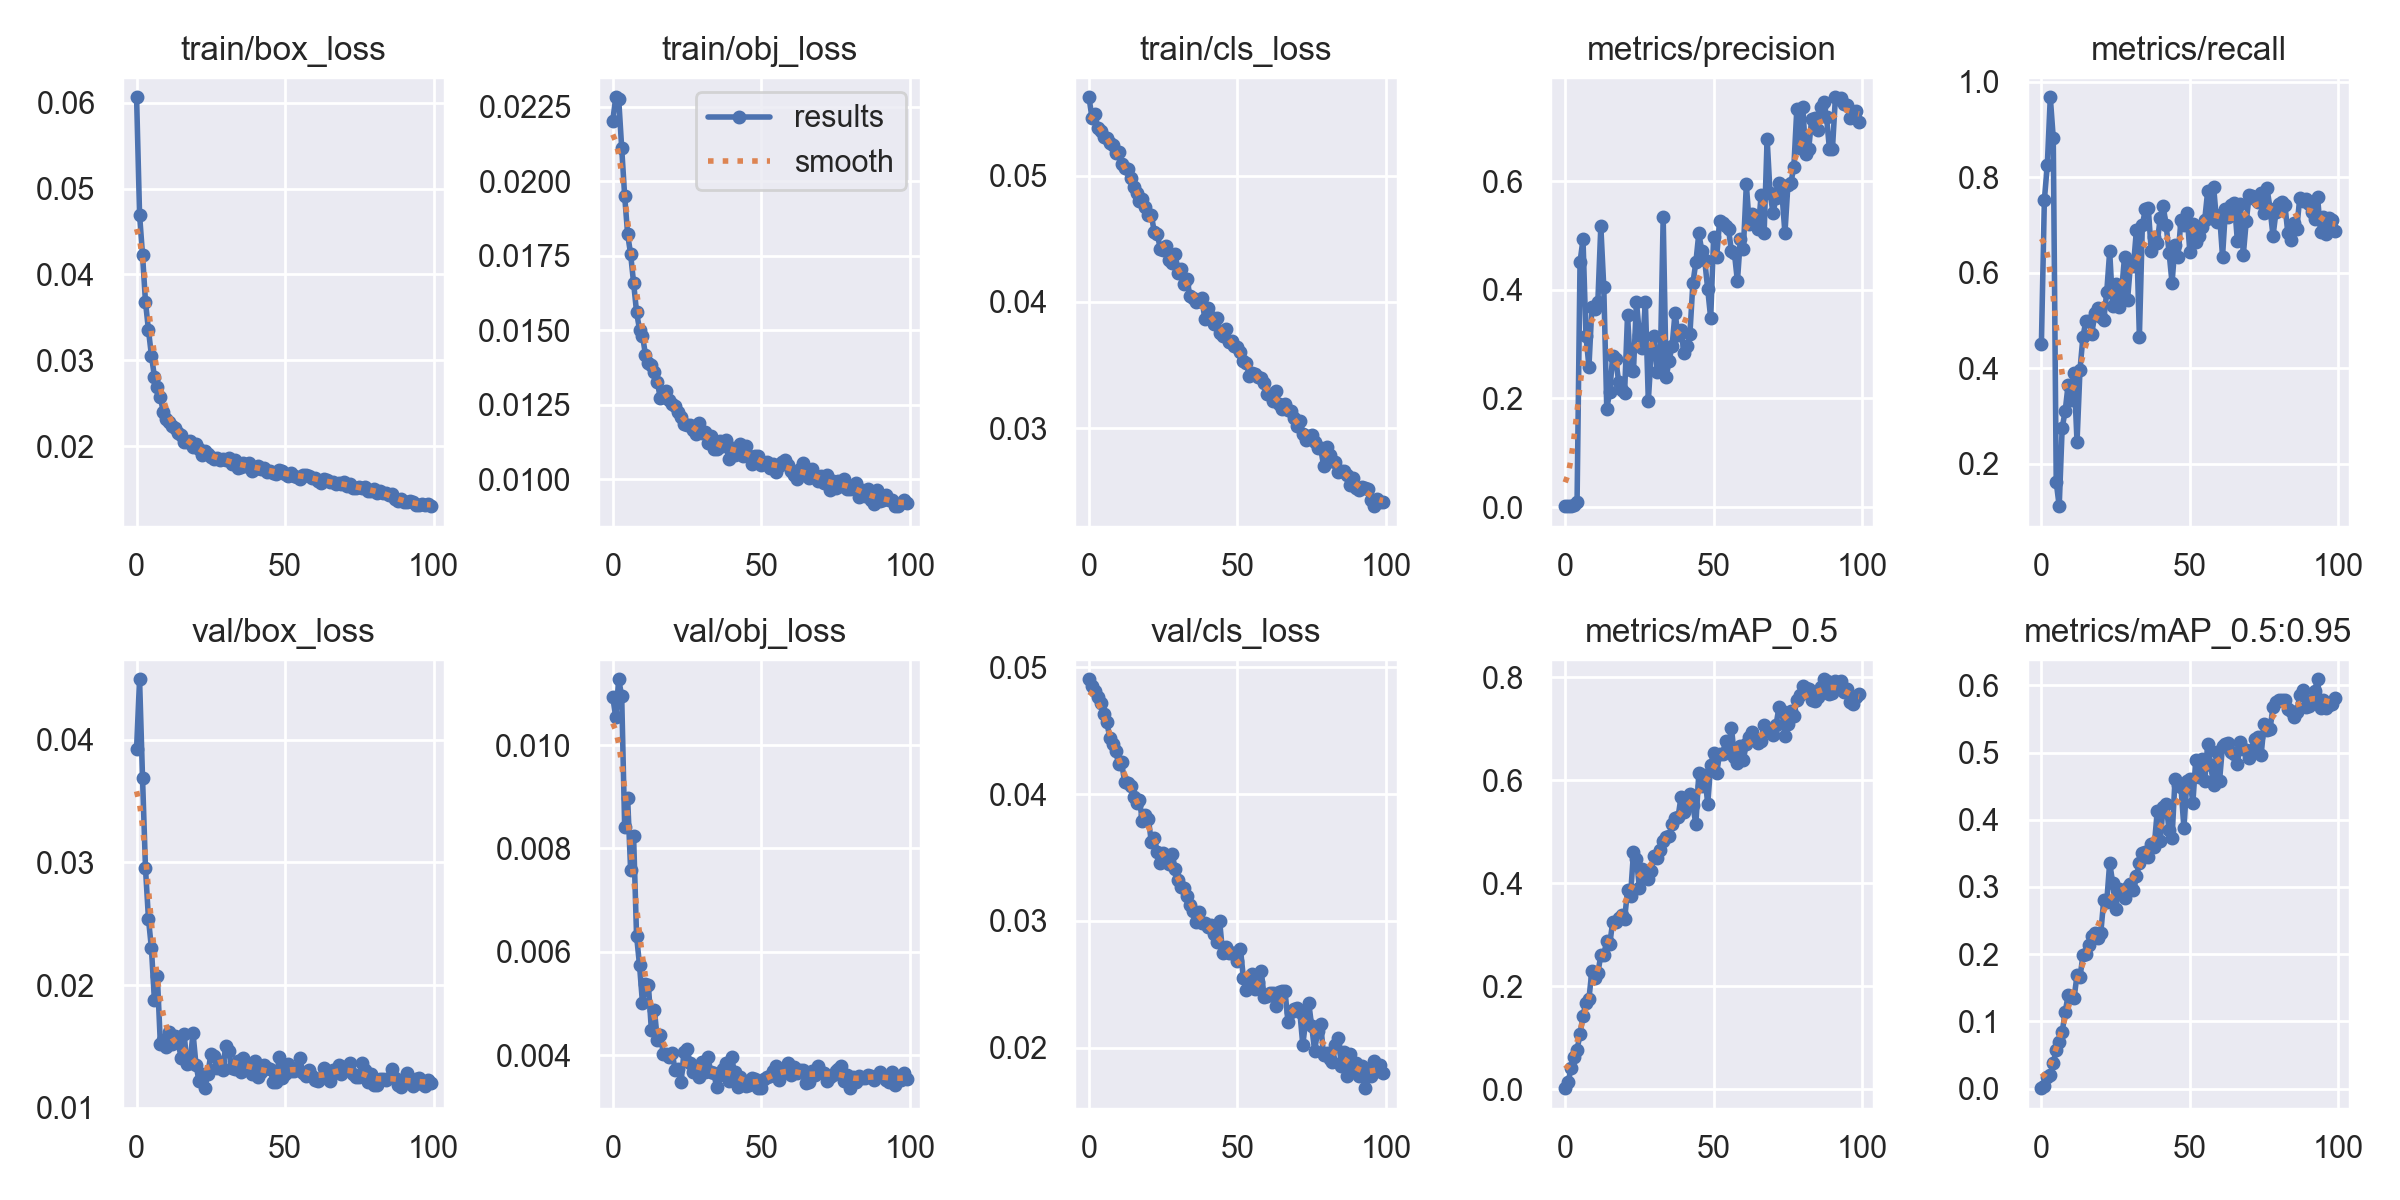 train/box_loss
0.06
0.05
0.04
0.03
0.02
0 50 100
train/obj_loss
results
smooth
0.0225
0.0200
0.0175
0.0150
0.0125
0.0100
0 50 100
train/cls_loss
0.05
0.04
0.03
0 50 100
metrics/precision
0.6
0.4
0.2
0.0
0 50 100
metrics/recall
1.0
0.8
0.6
0.4
0.2
0 50 100
val/box_loss
0.04
0.03
0.02
0.01
0 50 100
val/obj_loss
0.010
0.008
0.006
0.004
0 50 100
val/cls_loss
0.05
0.04
0.03
0.02
0 50 100
metrics/mAP_0.5
0.8
0.6
0.4
0.2
0.0
0 50 100
metrics/mAP_0.5:0.95
0.6
0.5
0.4
0.3
0.2
0.1
0.0
0 50 100